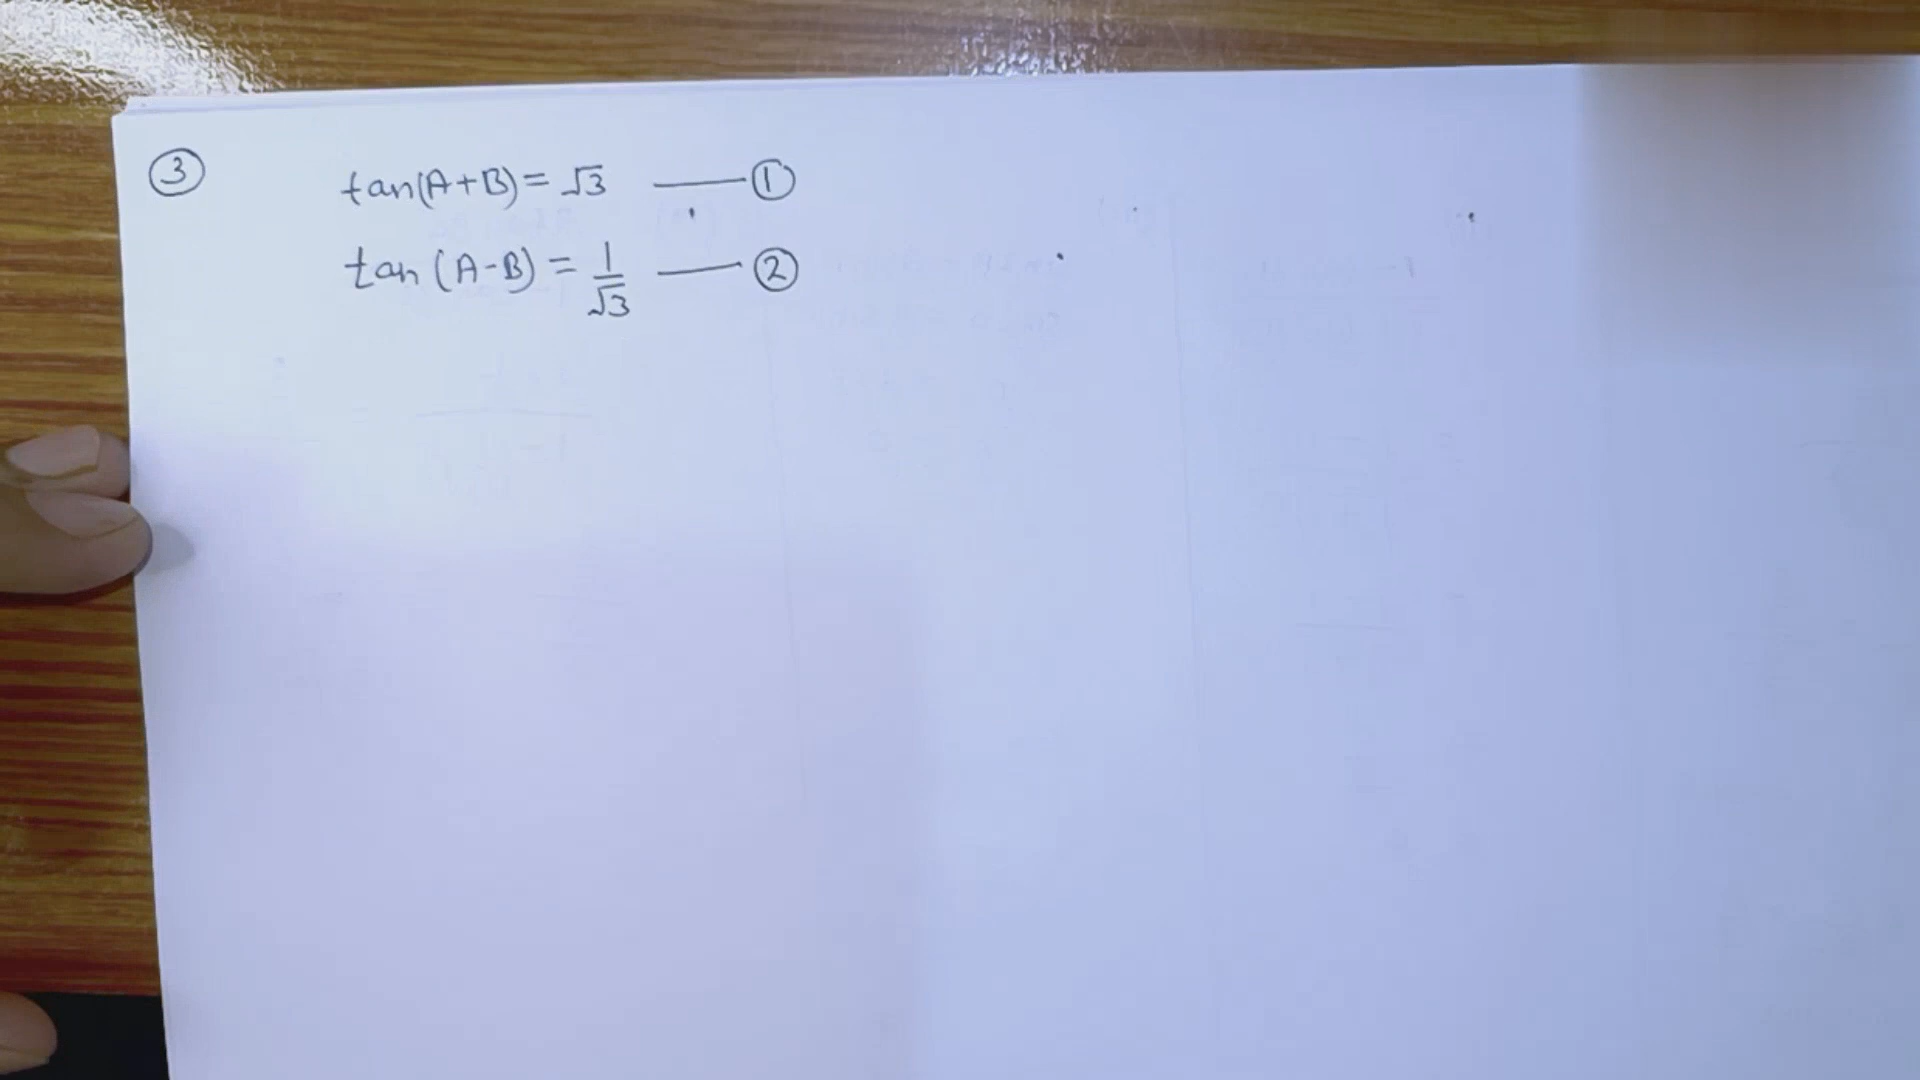 ③ tan(A+B) = √3 —— ①
tan (A-B) = 1/√3 —— ②